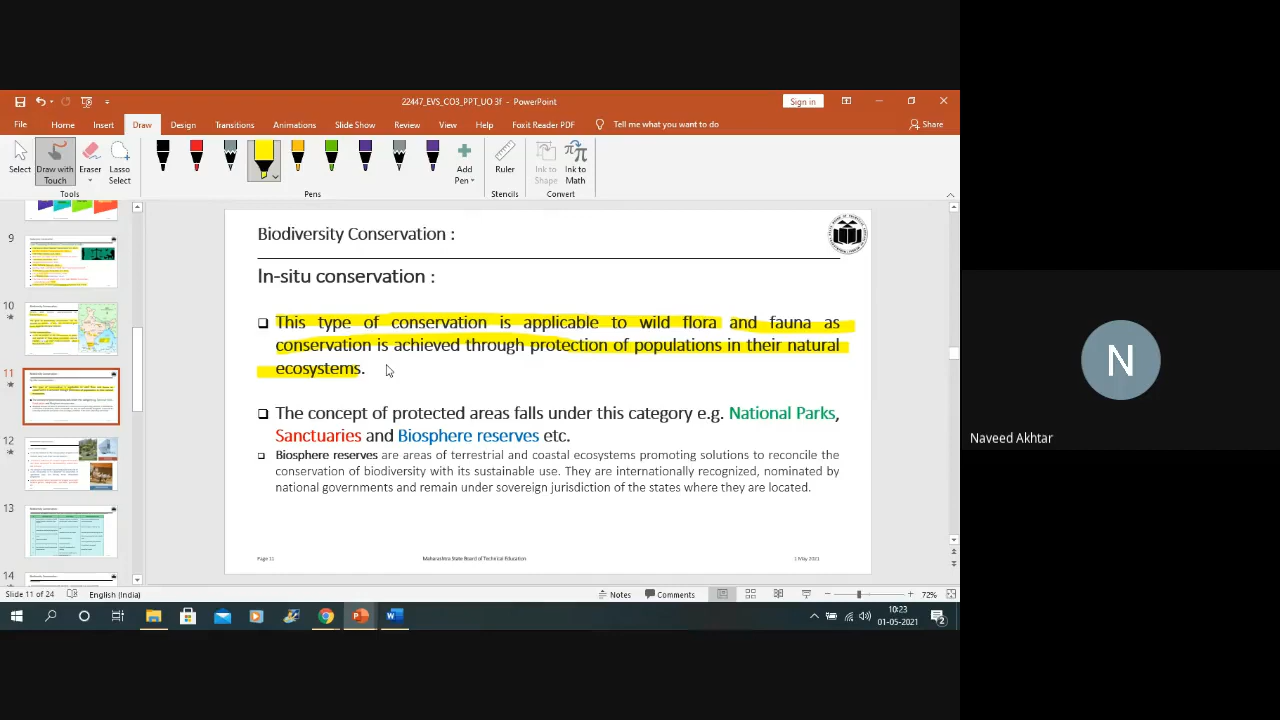 22447_EVS_CO3_PPT_UO 3f - PowerPoint
Sign in
File Home Insert Draw Design Transitions Animations Slide Show Review View Help Foxit Reader PDF Tell me what you want to do Share
Select
Draw with Touch
Eraser
Lasso Select
Add Pen
Ruler
Ink to Shape
Ink to Math
Tools Pens Stencils Convert
9
10
11
12
13
14
Biodiversity Conservation :
In-situ conservation :
This type of conservation is applicable to wild flora and fauna as
conservation is achieved through protection of populations in their natural
ecosystems.
The concept of protected areas falls under this category e.g. National Parks,
Sanctuaries and Biosphere reserves etc.
Biosphere reserves are areas of terrestrial and coastal ecosystems promoting solutions to reconcile the
conservation of biodiversity with its sustainable use. They are internationally recognized, nominated by
national governments and remain under sovereign jurisdiction of the states where they are located.
Page 11 Maharashtra State Board of Technical Education 1 May 2021
Slide 11 of 24 English (India) Notes Comments 72%
10:23
01-05-2021
2
N
Naveed Akhtar